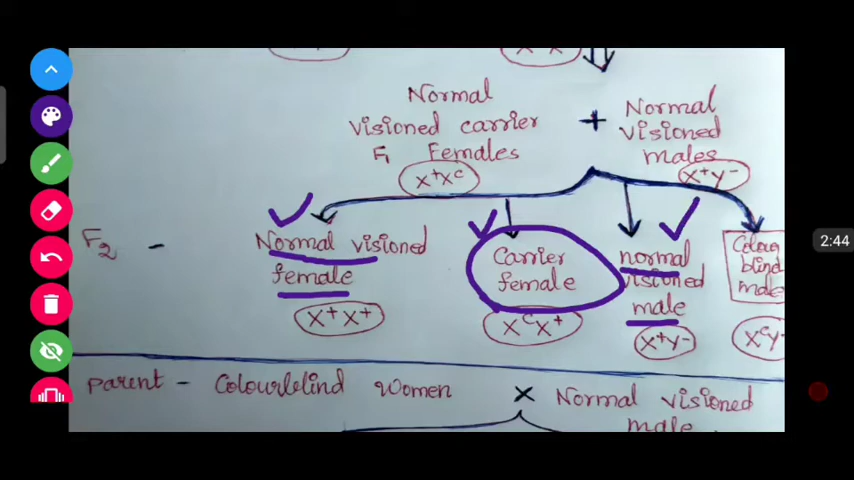 Normal
visioned carrier
F1 Females
X+Xc
+
Normal
visioned
males
X+y-
F2 -
Normal visioned
female
X+X+
Carrier
female
XcX+
normal
visioned
male
X+y-
Colour
blind
male
Xcy-
2:44
parent - Colourblind Women × Normal visioned
male